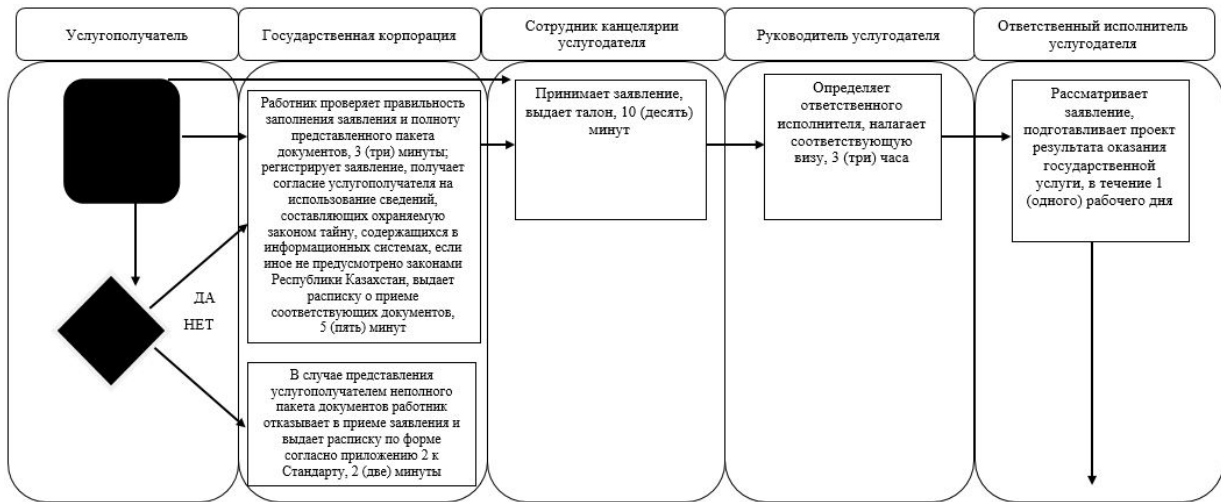 Услугополучатель
Государственная корпорация
Сотрудник канцелярии
услугодателя
Руководитель услугодателя
Ответственный исполнитель
услугодателя
Работник проверяет правильность
заполнения заявления и полноту
представленного пакета
документов, 3 (три) минуты;
регистрирует заявление, получает
согласие услугополучателя на
использование сведений,
составляющих охраняемую
законом тайну, содержащихся в
информационных системах, если
иное не предусмотрено законами
Республики Казахстан, выдает
расписку о приеме
соответствующих документов,
5 (пять) минут
Принимает заявление,
выдает талон, 10 (десять)
минут
Определяет
ответственного
исполнителя, налагает
соответствующую
визу, 3 (три) часа
Рассматривает
заявление,
подготавливает проект
результата оказания
государственной
услуги, в течение 1
(одного) рабочего дня
ДА
НЕТ
В случае представления
услугополучателем неполного
пакета документов работник
отказывает в приеме заявления и
выдает расписку по форме
согласно приложению 2 к
Стандарту, 2 (две) минуты